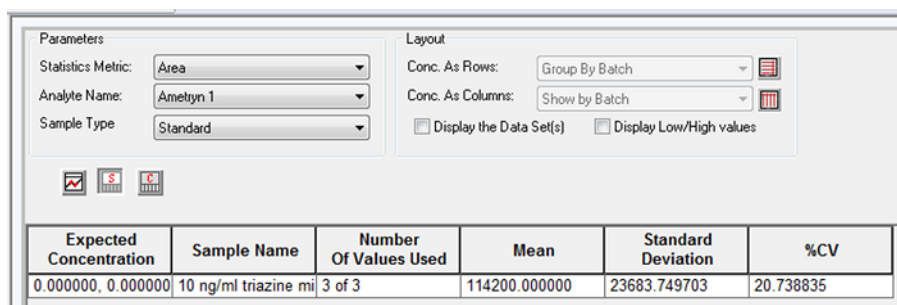 Parameters
Statistics Metric: Area
Analyte Name: Ametryn 1
Sample Type Standard
Layout
Conc. As Rows: Group By Batch
Conc. As Columns: Show by Batch
Display the Data Set(s) Display Low/High values
S C
Expected Concentration Sample Name Number Of Values Used Mean Standard Deviation %CV
0.000000, 0.000000 10 ng/ml triazine mi 3 of 3 114200.000000 23683.749703 20.738835